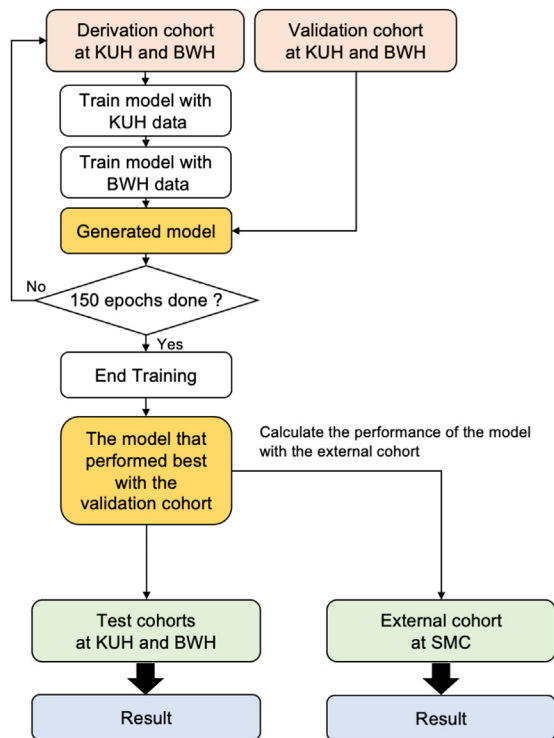 Derivation cohort
at KUH and BWH
Validation cohort
at KUH and BWH
Train model with
KUH data
Train model with
BWH data
Generated model
No
150 epochs done ?
Yes
End Training
The model that
performed best
with the
validation cohort
Calculate the performance of the model
with the external cohort
Test cohorts
at KUH and BWH
External cohort
at SMC
Result
Result